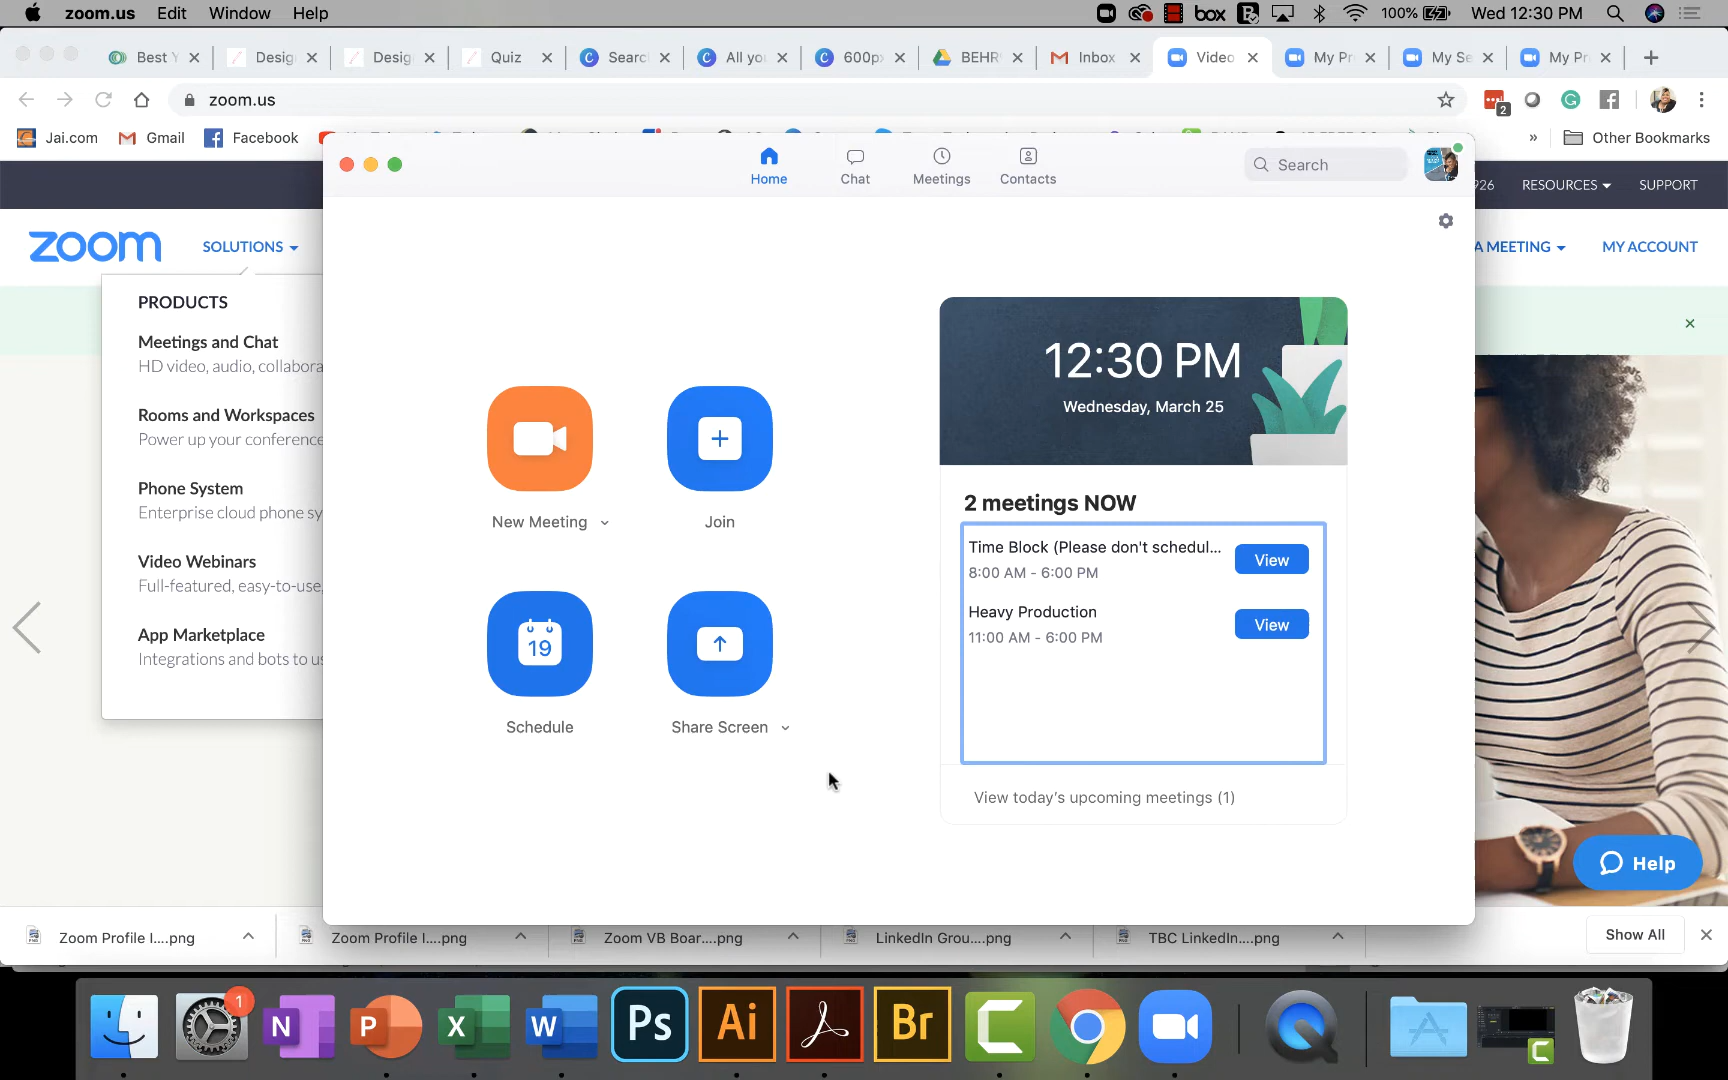 zoom.us Edit Window Help
box
100% Wed 12:30 PM
Best Y
Desig
Desig
Quiz
Searc
All yo
600p
BEHR
Inbox
Video
My Pr
My Se
My Pr
zoom.us
2
Jai.com
Gmail
Facebook
»
Other Bookmarks
Home
Chat
Meetings
Contacts
Search
926
RESOURCES
SUPPORT
zoom
SOLUTIONS
A MEETING
MY ACCOUNT
PRODUCTS
Meetings and Chat
HD video, audio, collabora
Rooms and Workspaces
Power up your conference
Phone System
Enterprise cloud phone sy
Video Webinars
Full-featured, easy-to-use,
App Marketplace
Integrations and bots to us
New Meeting
Join
19
Schedule
Share Screen
12:30 PM
Wednesday, March 25
2 meetings NOW
Time Block (Please don't schedul...
8:00 AM - 6:00 PM
View
Heavy Production
11:00 AM - 6:00 PM
View
View today's upcoming meetings (1)
Help
Zoom Profile I....png
Zoom Profile I....png
Zoom VB Boar....png
LinkedIn Grou....png
TBC LinkedIn....png
Show All
1
N
P
X
W
Ps
Ai
Br
C